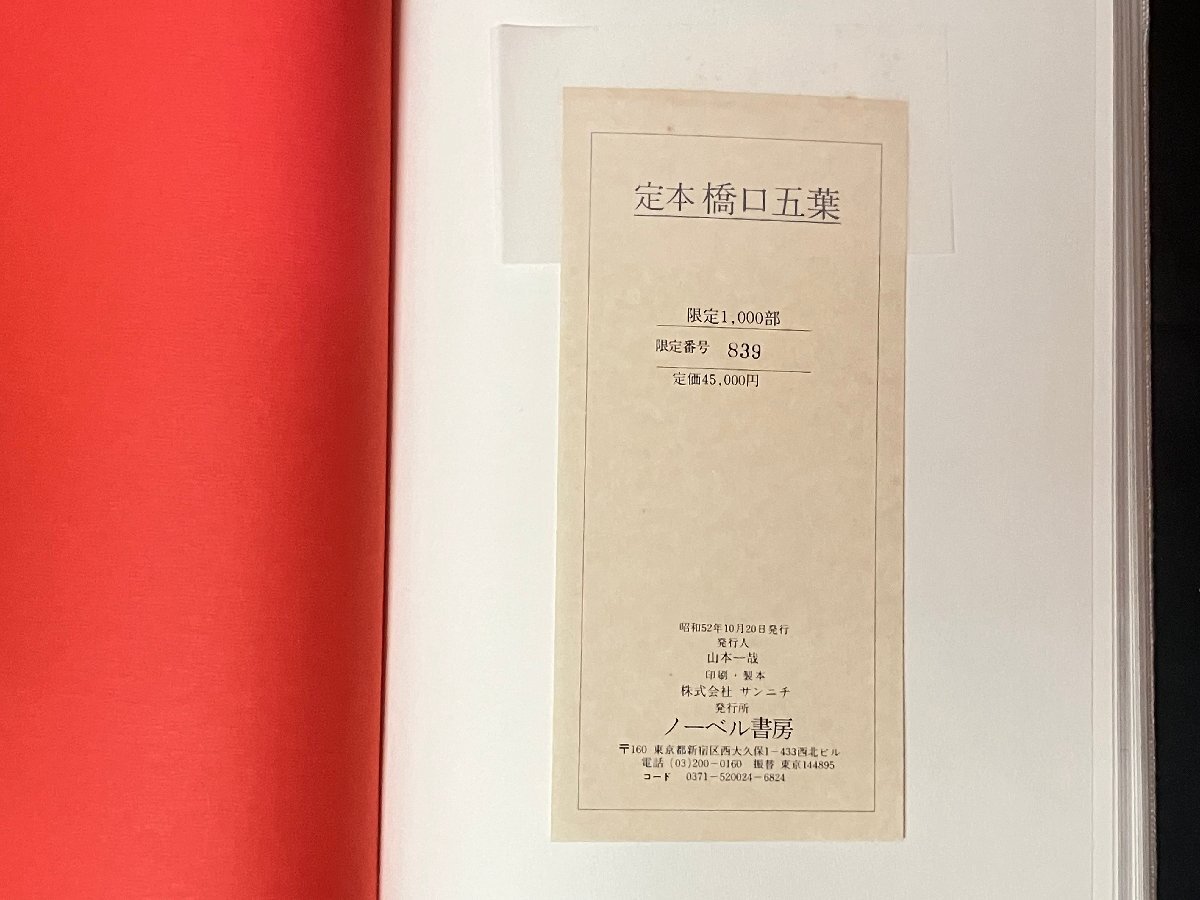 定本 橋口五葉
限定1,000部
限定番号 839
定価45,000円
昭和52年10月20日発行
発行人
山本一哉
印刷・製本
株式会社 サンニチ
発行所
ノーベル書房
〒160 東京都新宿区西大久保1-433西北ビル
電話 (03)200-0160 振替 東京144895
コード 0371-520024-6824